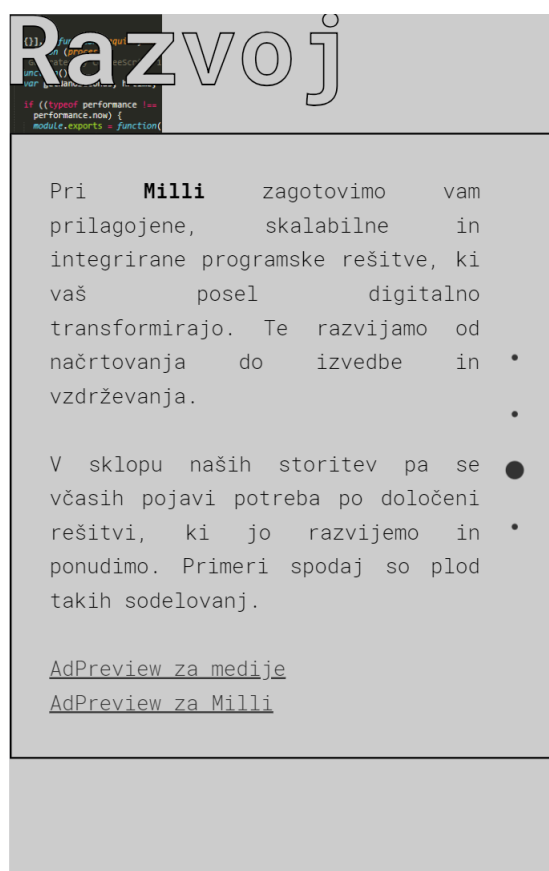 Razvoj
if ((typeof performance !==
performance.now) {
module.exports = function(
Pri Milli zagotovimo vam
prilagojene, skalabilne in
integrirane programske rešitve, ki
vaš posel digitalno
transformirajo. Te razvijamo od
načrtovanja do izvedbe in
vzdrževanja.
V sklopu naših storitev pa se
včasih pojavi potreba po določeni
rešitvi, ki jo razvijemo in
ponudimo. Primeri spodaj so plod
takih sodelovanj.
AdPreview za medije
AdPreview za Milli